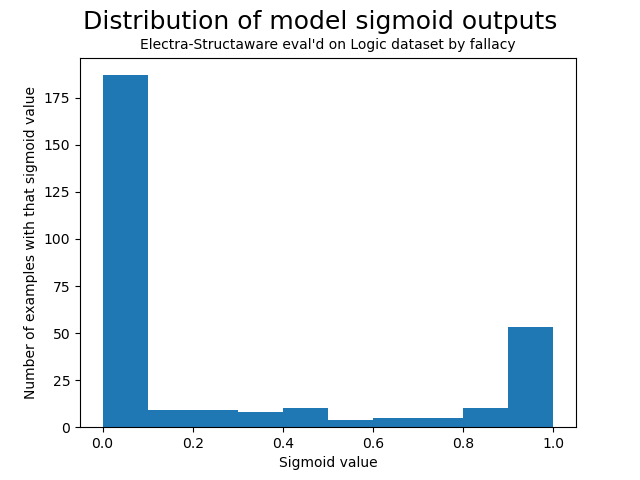 Distribution of model sigmoid outputs
Electra-Structaware eval'd on Logic dataset by fallacy
Number of examples with that sigmoid value
175
150
125
100
75
50
25
0
0.0 0.2 0.4 0.6 0.8 1.0
Sigmoid value